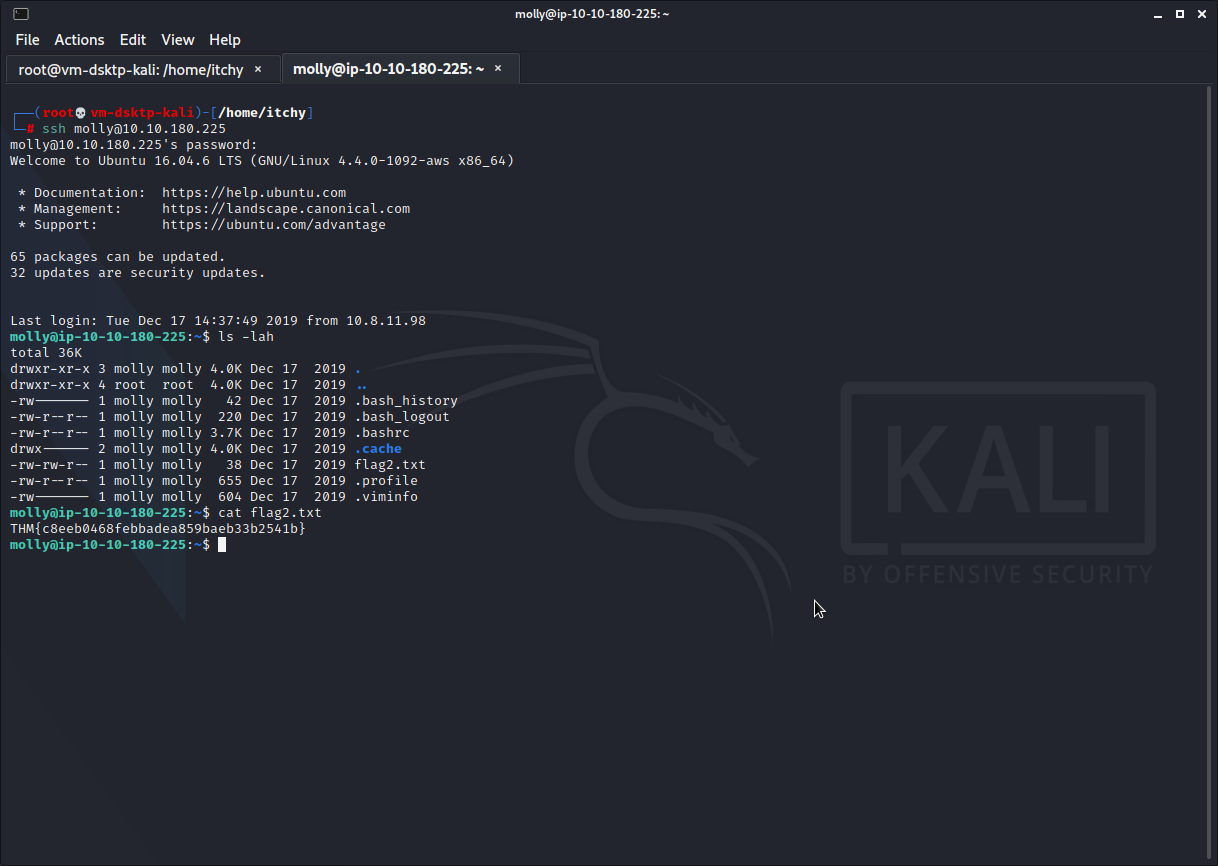 molly@ip-10-10-180-225: ~
File Actions Edit View Help
root@vm-dsktp-kali: /home/itchy × molly@ip-10-10-180-225: ~ ×
┌──(root💀vm-dsktp-kali)-[/home/itchy]
└─# ssh molly@10.10.180.225
molly@10.10.180.225's password:
Welcome to Ubuntu 16.04.6 LTS (GNU/Linux 4.4.0-1092-aws x86_64)
* Documentation:  https://help.ubuntu.com
* Management:     https://landscape.canonical.com
* Support:        https://ubuntu.com/advantage
65 packages can be updated.
32 updates are security updates.
Last login: Tue Dec 17 14:37:49 2019 from 10.8.11.98
molly@ip-10-10-180-225:~$ ls -lah
total 36K
drwxr-xr-x 3 molly molly 4.0K Dec 17  2019 .
drwxr-xr-x 4 root  root  4.0K Dec 17  2019 ..
-rw------- 1 molly molly   42 Dec 17  2019 .bash_history
-rw-r--r-- 1 molly molly  220 Dec 17  2019 .bash_logout
-rw-r--r-- 1 molly molly 3.7K Dec 17  2019 .bashrc
drwx------ 2 molly molly 4.0K Dec 17  2019 .cache
-rw-rw-r-- 1 molly molly   38 Dec 17  2019 flag2.txt
-rw-r--r-- 1 molly molly  655 Dec 17  2019 .profile
-rw------- 1 molly molly  604 Dec 17  2019 .viminfo
molly@ip-10-10-180-225:~$ cat flag2.txt
THM{c8eeb0468febbadea859baeb33b2541b}
molly@ip-10-10-180-225:~$
KALI
BY OFFENSIVE SECURITY